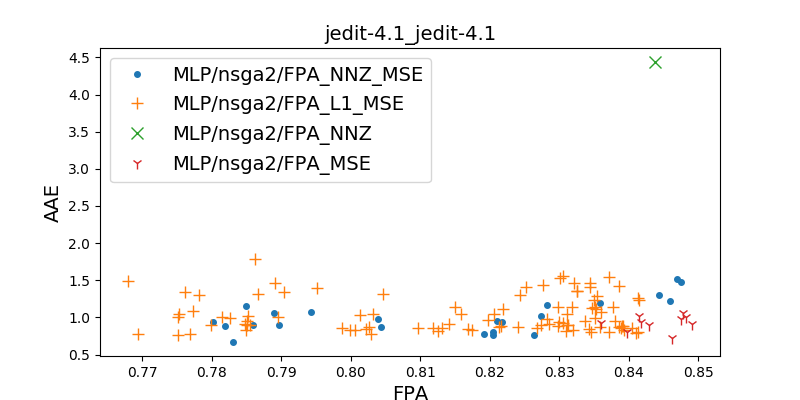 jedit-4.1_jedit-4.1
MLP/nsga2/FPA_NNZ_MSE
MLP/nsga2/FPA_L1_MSE
MLP/nsga2/FPA_NNZ
MLP/nsga2/FPA_MSE
AAE
4.5
4.0
3.5
3.0
2.5
2.0
1.5
1.0
0.5
0.77 0.78 0.79 0.80 0.81 0.82 0.83 0.84 0.85
FPA